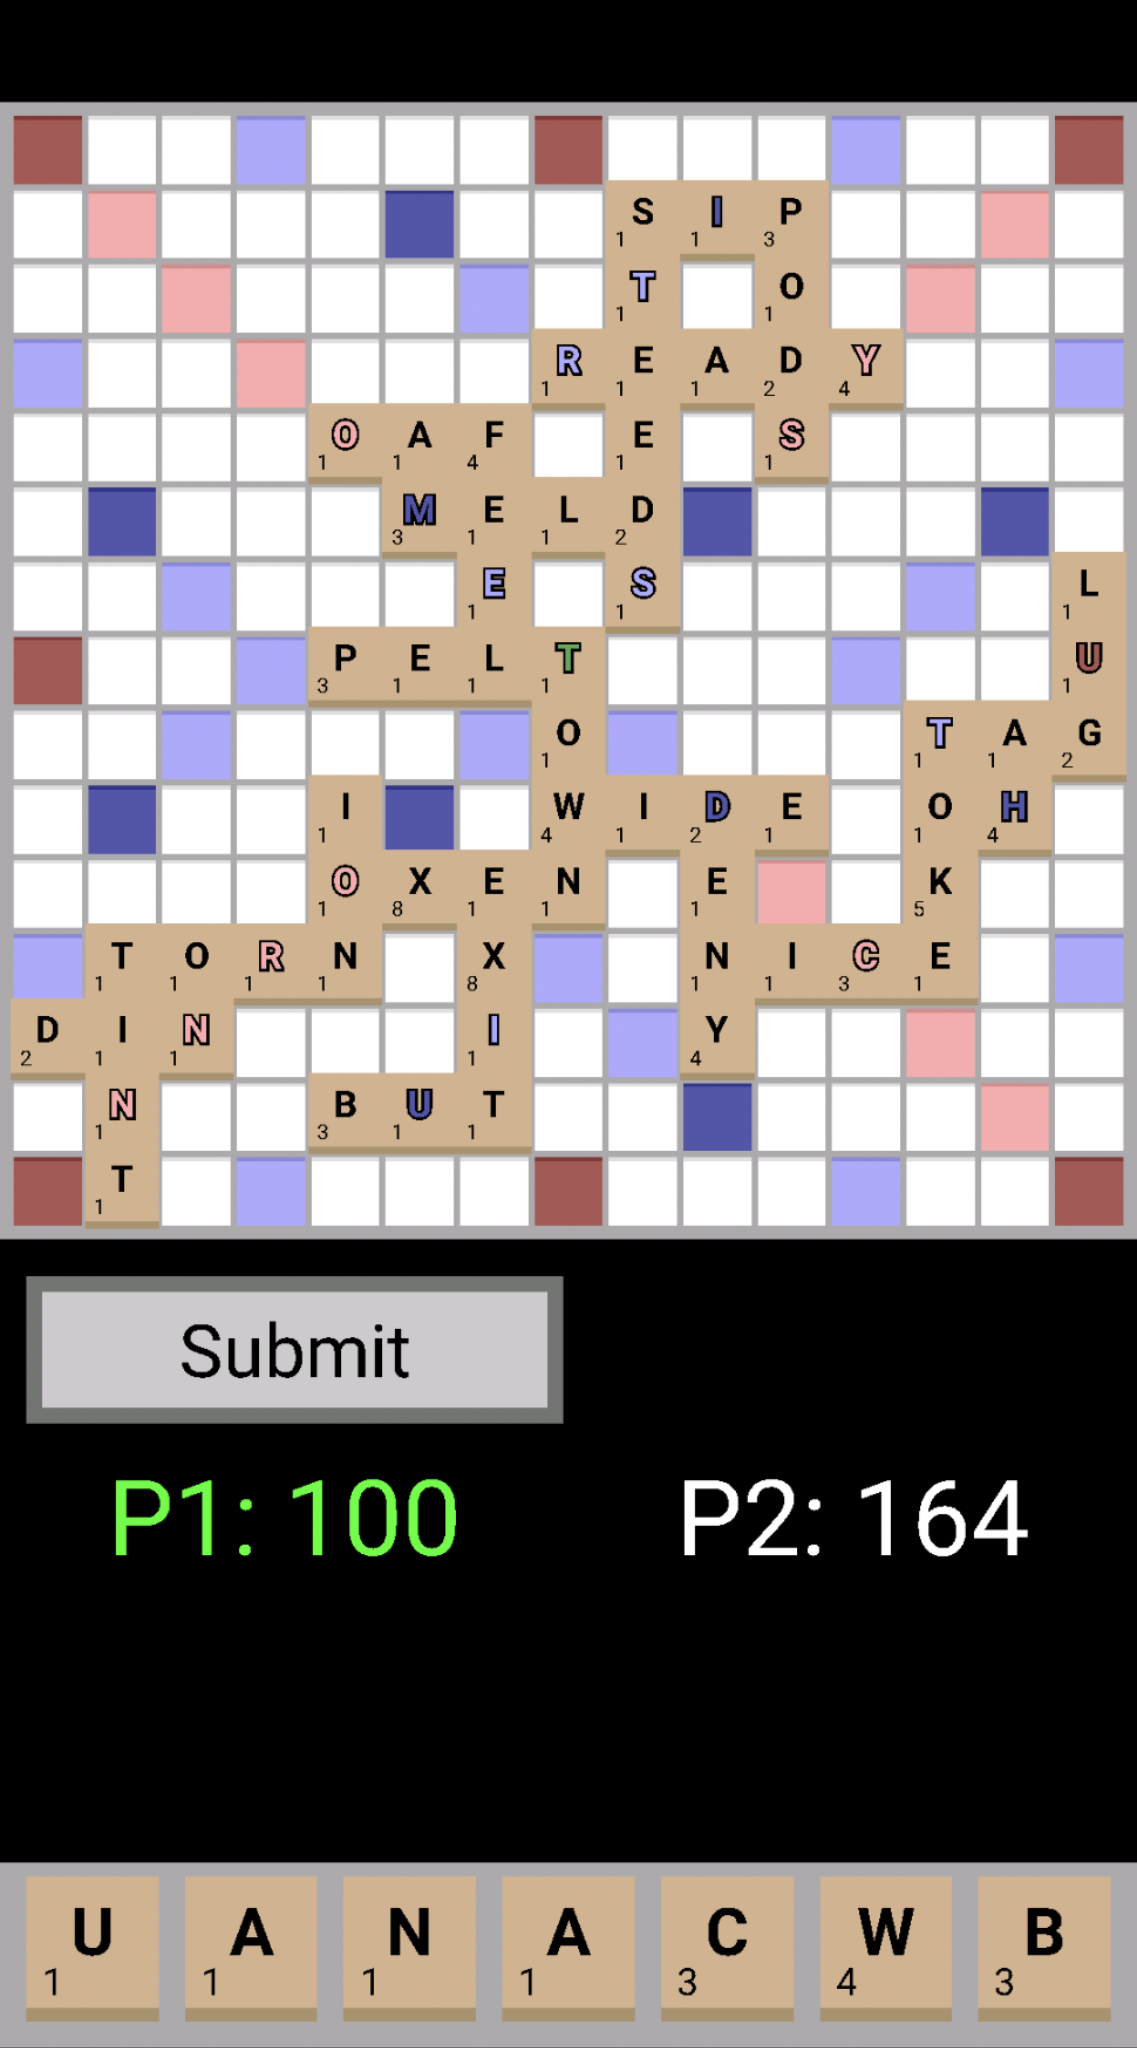 S 1 I 1 P 3
T 1 O 1
R 1 E 1 A 1 D 2 Y 4
O 1 A 1 F 4 E 1 S 1
M 3 E 1 L 1 D 2
E 1 S 1 L 1
P 3 E 1 L 1 T 1 U 1
O 1 T 1 A 1 G 2
I 1 W 4 I 1 D 2 E 1 O 1 H 4
O 1 X 8 E 1 N 1 E 1 K 5
T 1 O 1 R 1 N 1 X 8 N 1 I 1 C 3 E 1
D 2 I 1 N 1 I 1 Y 4
N 1 B 3 U 1 T 1
T 1
Submit
P1: 100 P2: 164
U 1 A 1 N 1 A 1 C 3 W 4 B 3